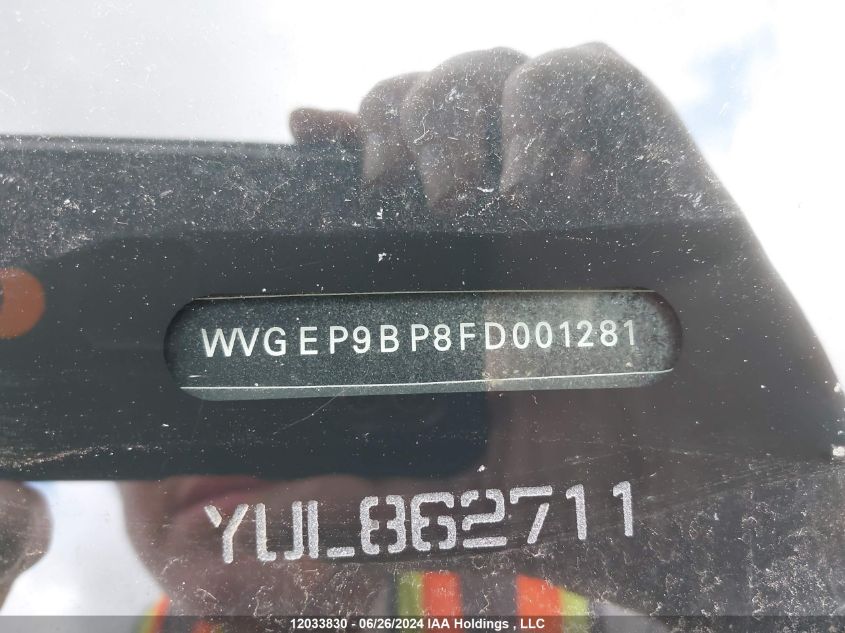 WVGEP9BP8FD001281
YUL862711
12033830 - 06/26/2024 IAA Holdings , LLC